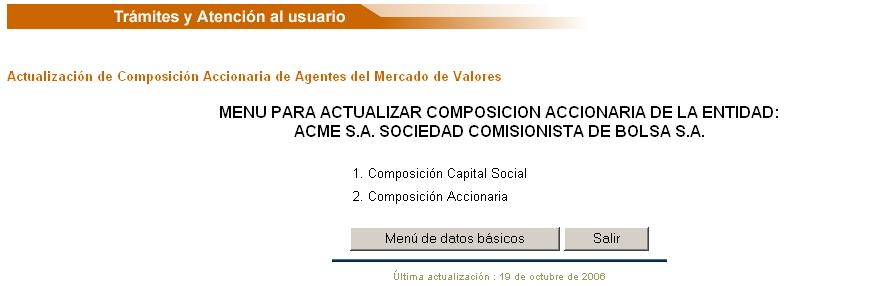 Trámites y Atención al usuario
Actualización de Composición Accionaria de Agentes del Mercado de Valores
MENU PARA ACTUALIZAR COMPOSICION ACCIONARIA DE LA ENTIDAD:
ACME S.A. SOCIEDAD COMISIONISTA DE BOLSA S.A.
1. Composición Capital Social
2. Composición Accionaria
Menú de datos básicos
Salir
Última actualización : 19 de octubre de 2006